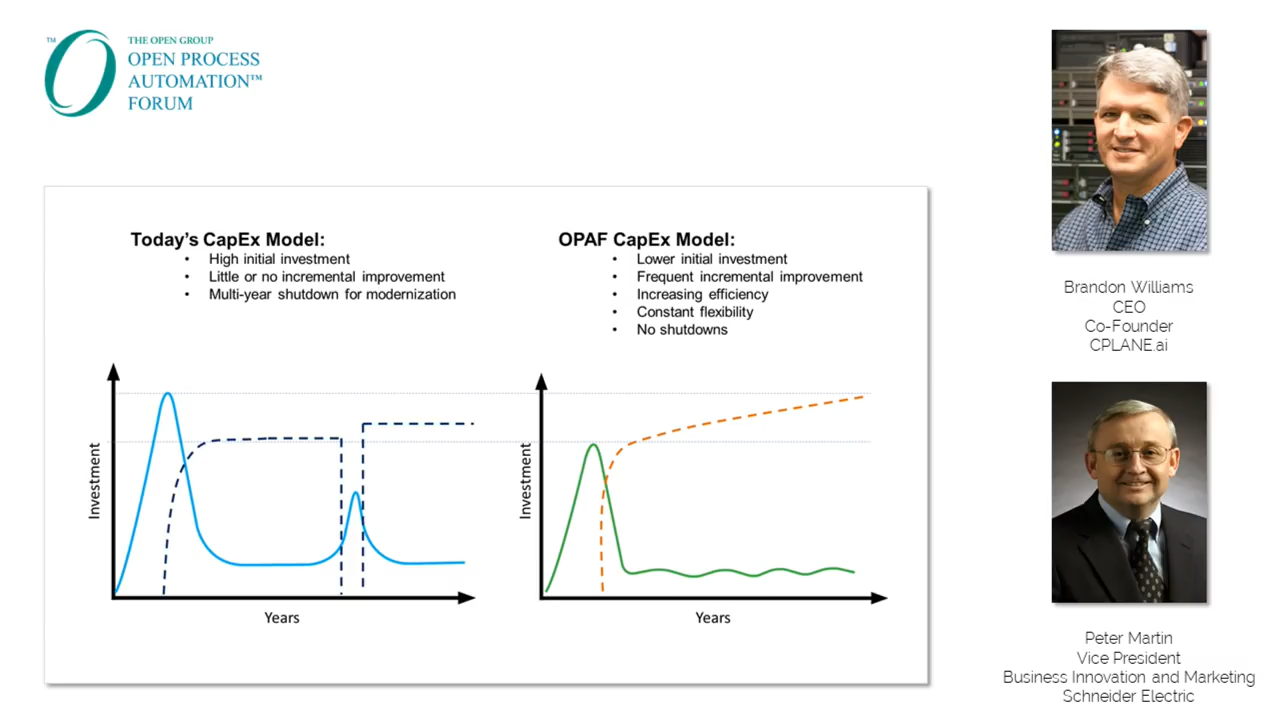 ™
THE OPEN GROUP
OPEN PROCESS
AUTOMATION™
FORUM
Today's CapEx Model:
• High initial investment
• Little or no incremental improvement
• Multi-year shutdown for modernization
Investment
Years
OPAF CapEx Model:
• Lower initial investment
• Frequent incremental improvement
• Increasing efficiency
• Constant flexibility
• No shutdowns
Investment
Years
Brandon Williams
CEO
Co-Founder
CPLANE.ai
Peter Martin
Vice President
Business Innovation and Marketing
Schneider Electric